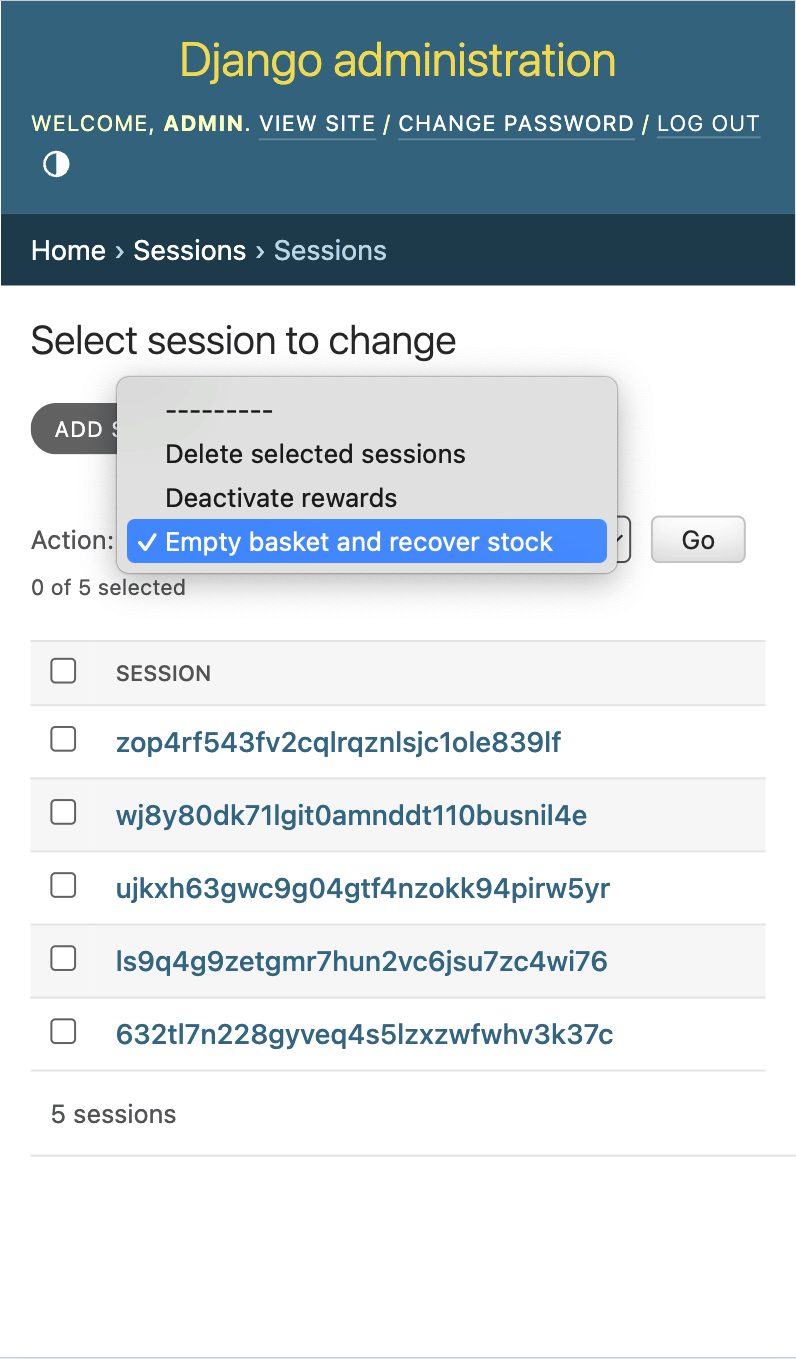 Django administration
WELCOME, ADMIN. VIEW SITE / CHANGE PASSWORD / LOG OUT
Home › Sessions › Sessions
Select session to change
ADD
---------
Delete selected sessions
Deactivate rewards
Action: ✓ Empty basket and recover stock Go
0 of 5 selected
SESSION
zop4rf543fv2cqlrqznlsjc1ole839lf
wj8y80dk71lgit0amnddt110busnil4e
ujkxh63gwc9g04gtf4nzokk94pirw5yr
ls9q4g9zetgmr7hun2vc6jsu7zc4wi76
632tl7n228gyveq4s5lzxzwfwhv3k37c
5 sessions